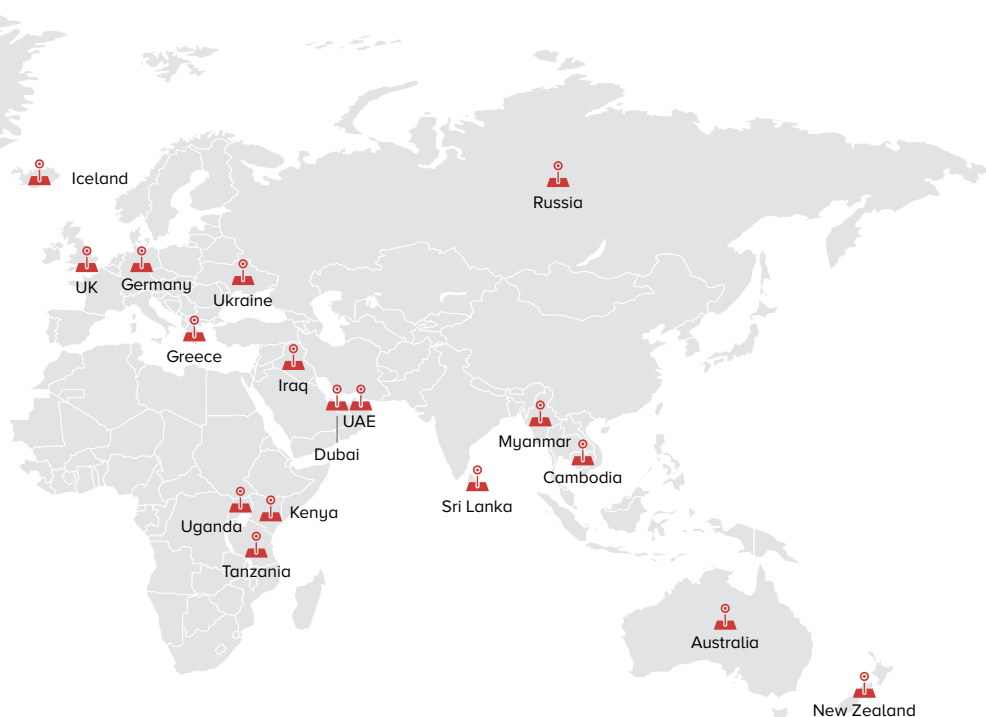 Iceland
Russia
UK
Germany
Ukraine
Greece
Iraq
UAE
Dubai
Myanmar
Cambodia
Sri Lanka
Uganda
Kenya
Tanzania
Australia
New Zealand